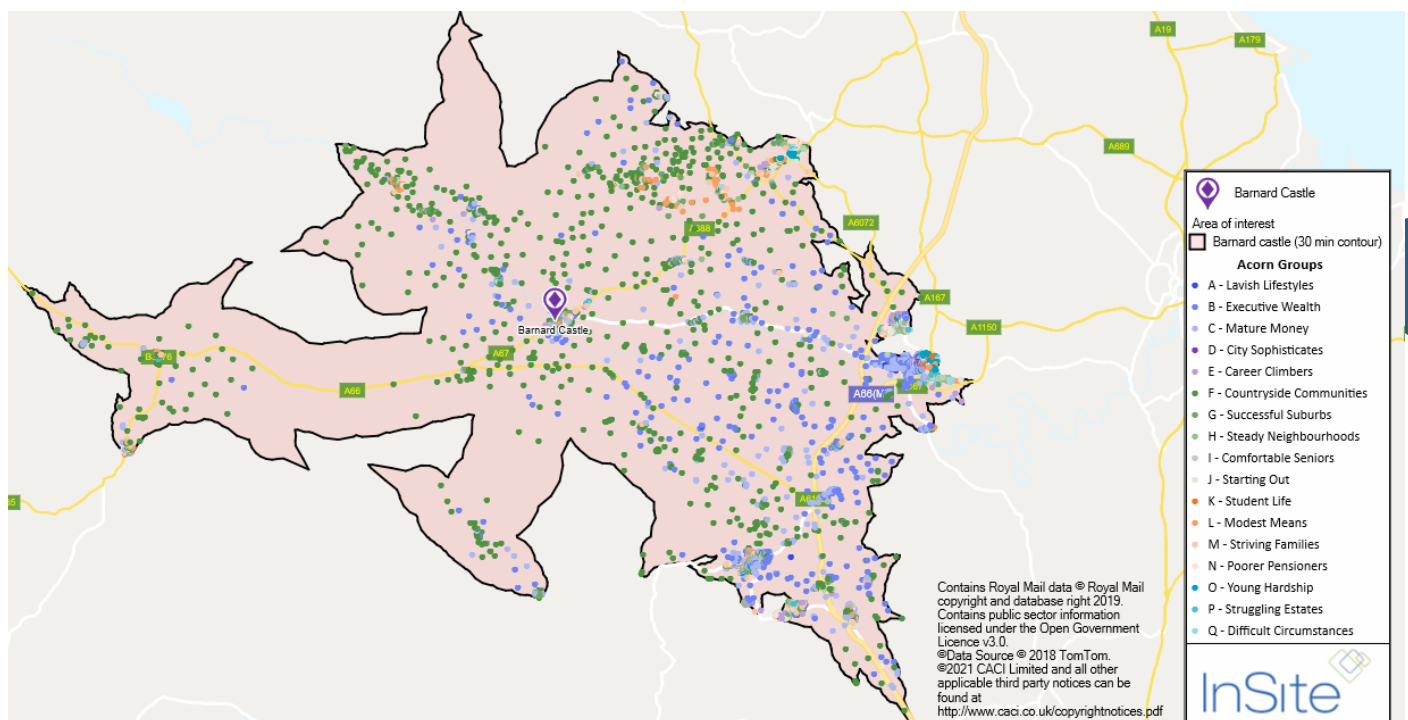 A19
A179
A689
A6072
A167
A1150
A67
A66
A66(M)
Barnard Castle
Barnard Castle
Area of interest
Barnard castle (30 min contour)
Acorn Groups
A - Lavish Lifestyles
B - Executive Wealth
C - Mature Money
D - City Sophisticates
E - Career Climbers
F - Countryside Communities
G - Successful Suburbs
H - Steady Neighbourhoods
I - Comfortable Seniors
J - Starting Out
K - Student Life
L - Modest Means
M - Striving Families
N - Poorer Pensioners
O - Young Hardship
P - Struggling Estates
Q - Difficult Circumstances
InSite
Contains Royal Mail data © Royal Mail
copyright and database right 2019.
Contains public sector information
licensed under the Open Government
Licence v3.0.
©Data Source © 2018 TomTom.
©2021 CACI Limited and all other
applicable third party notices can be
found at
http://www.caci.co.uk/copyrightnotices.pdf